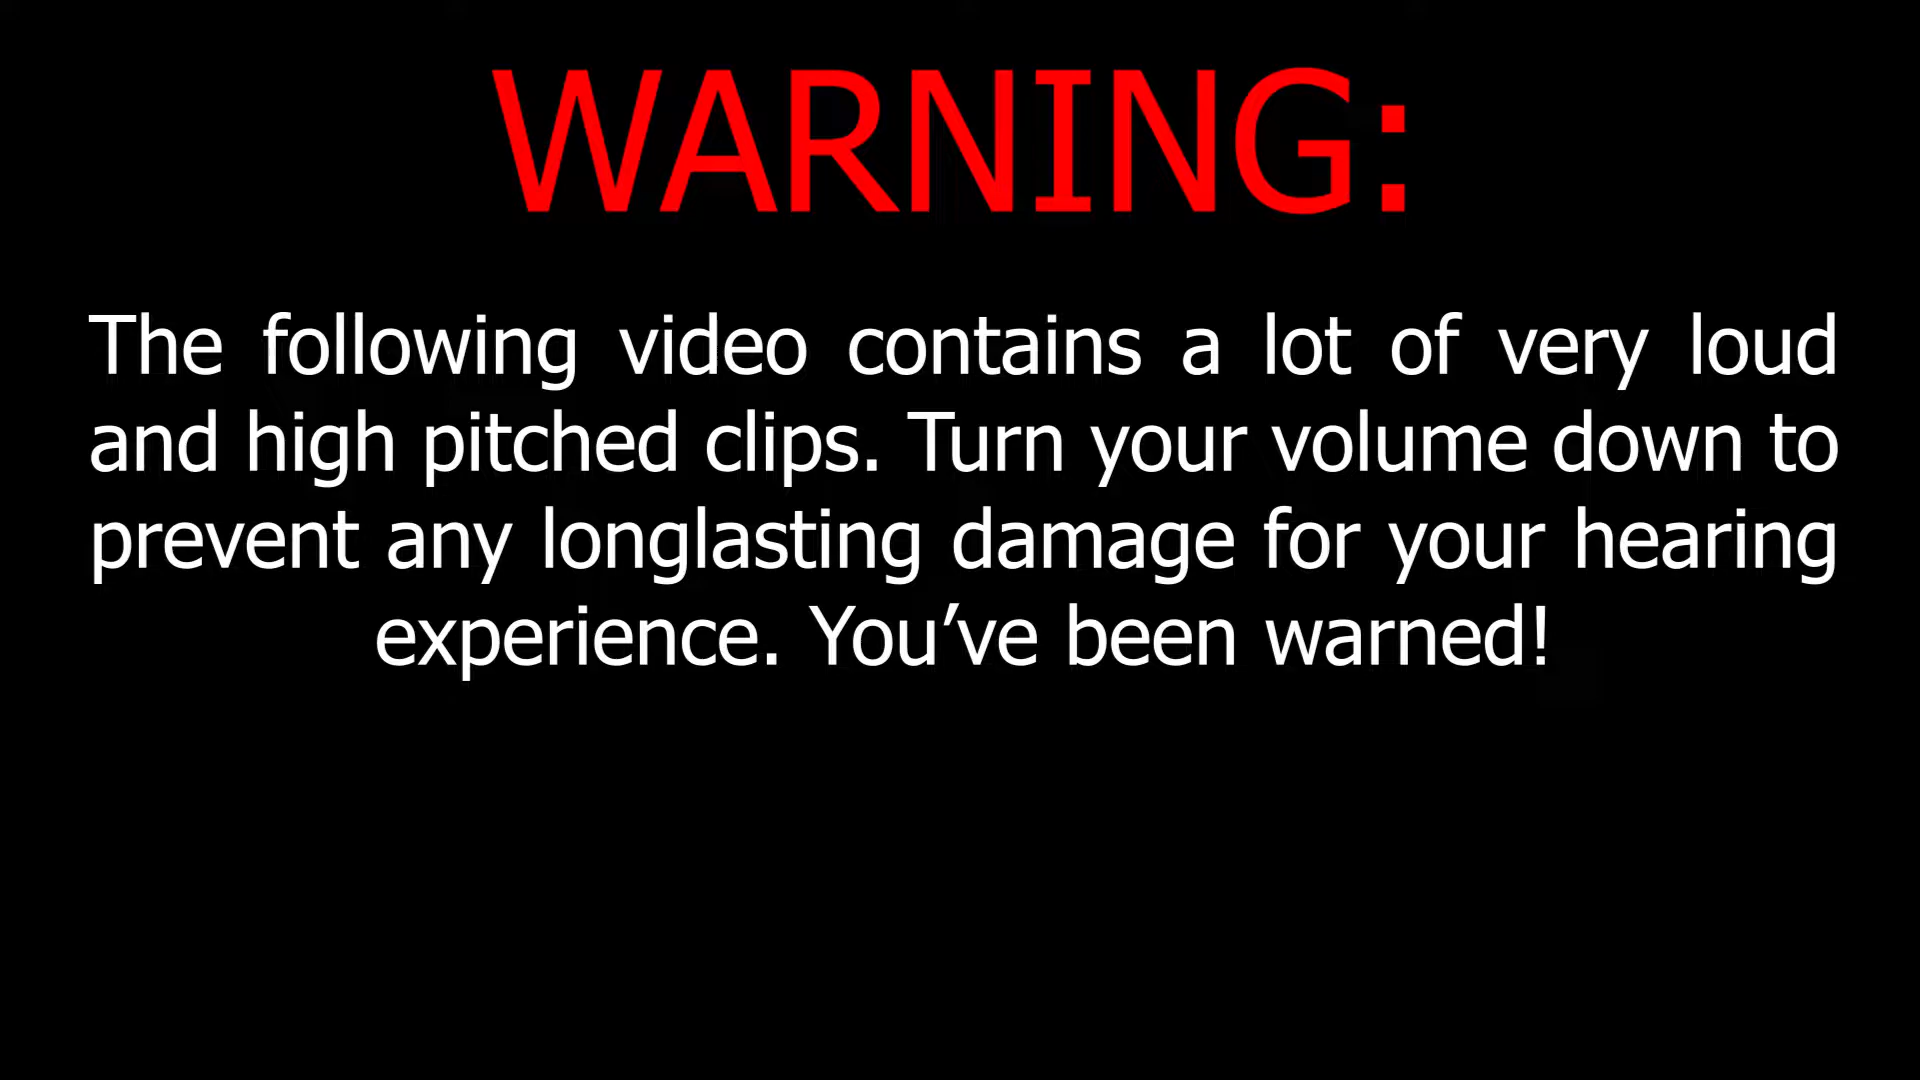 WARNING:
The following video contains a lot of very loud
and high pitched clips. Turn your volume down to
prevent any longlasting damage for your hearing
experience. You’ve been warned!